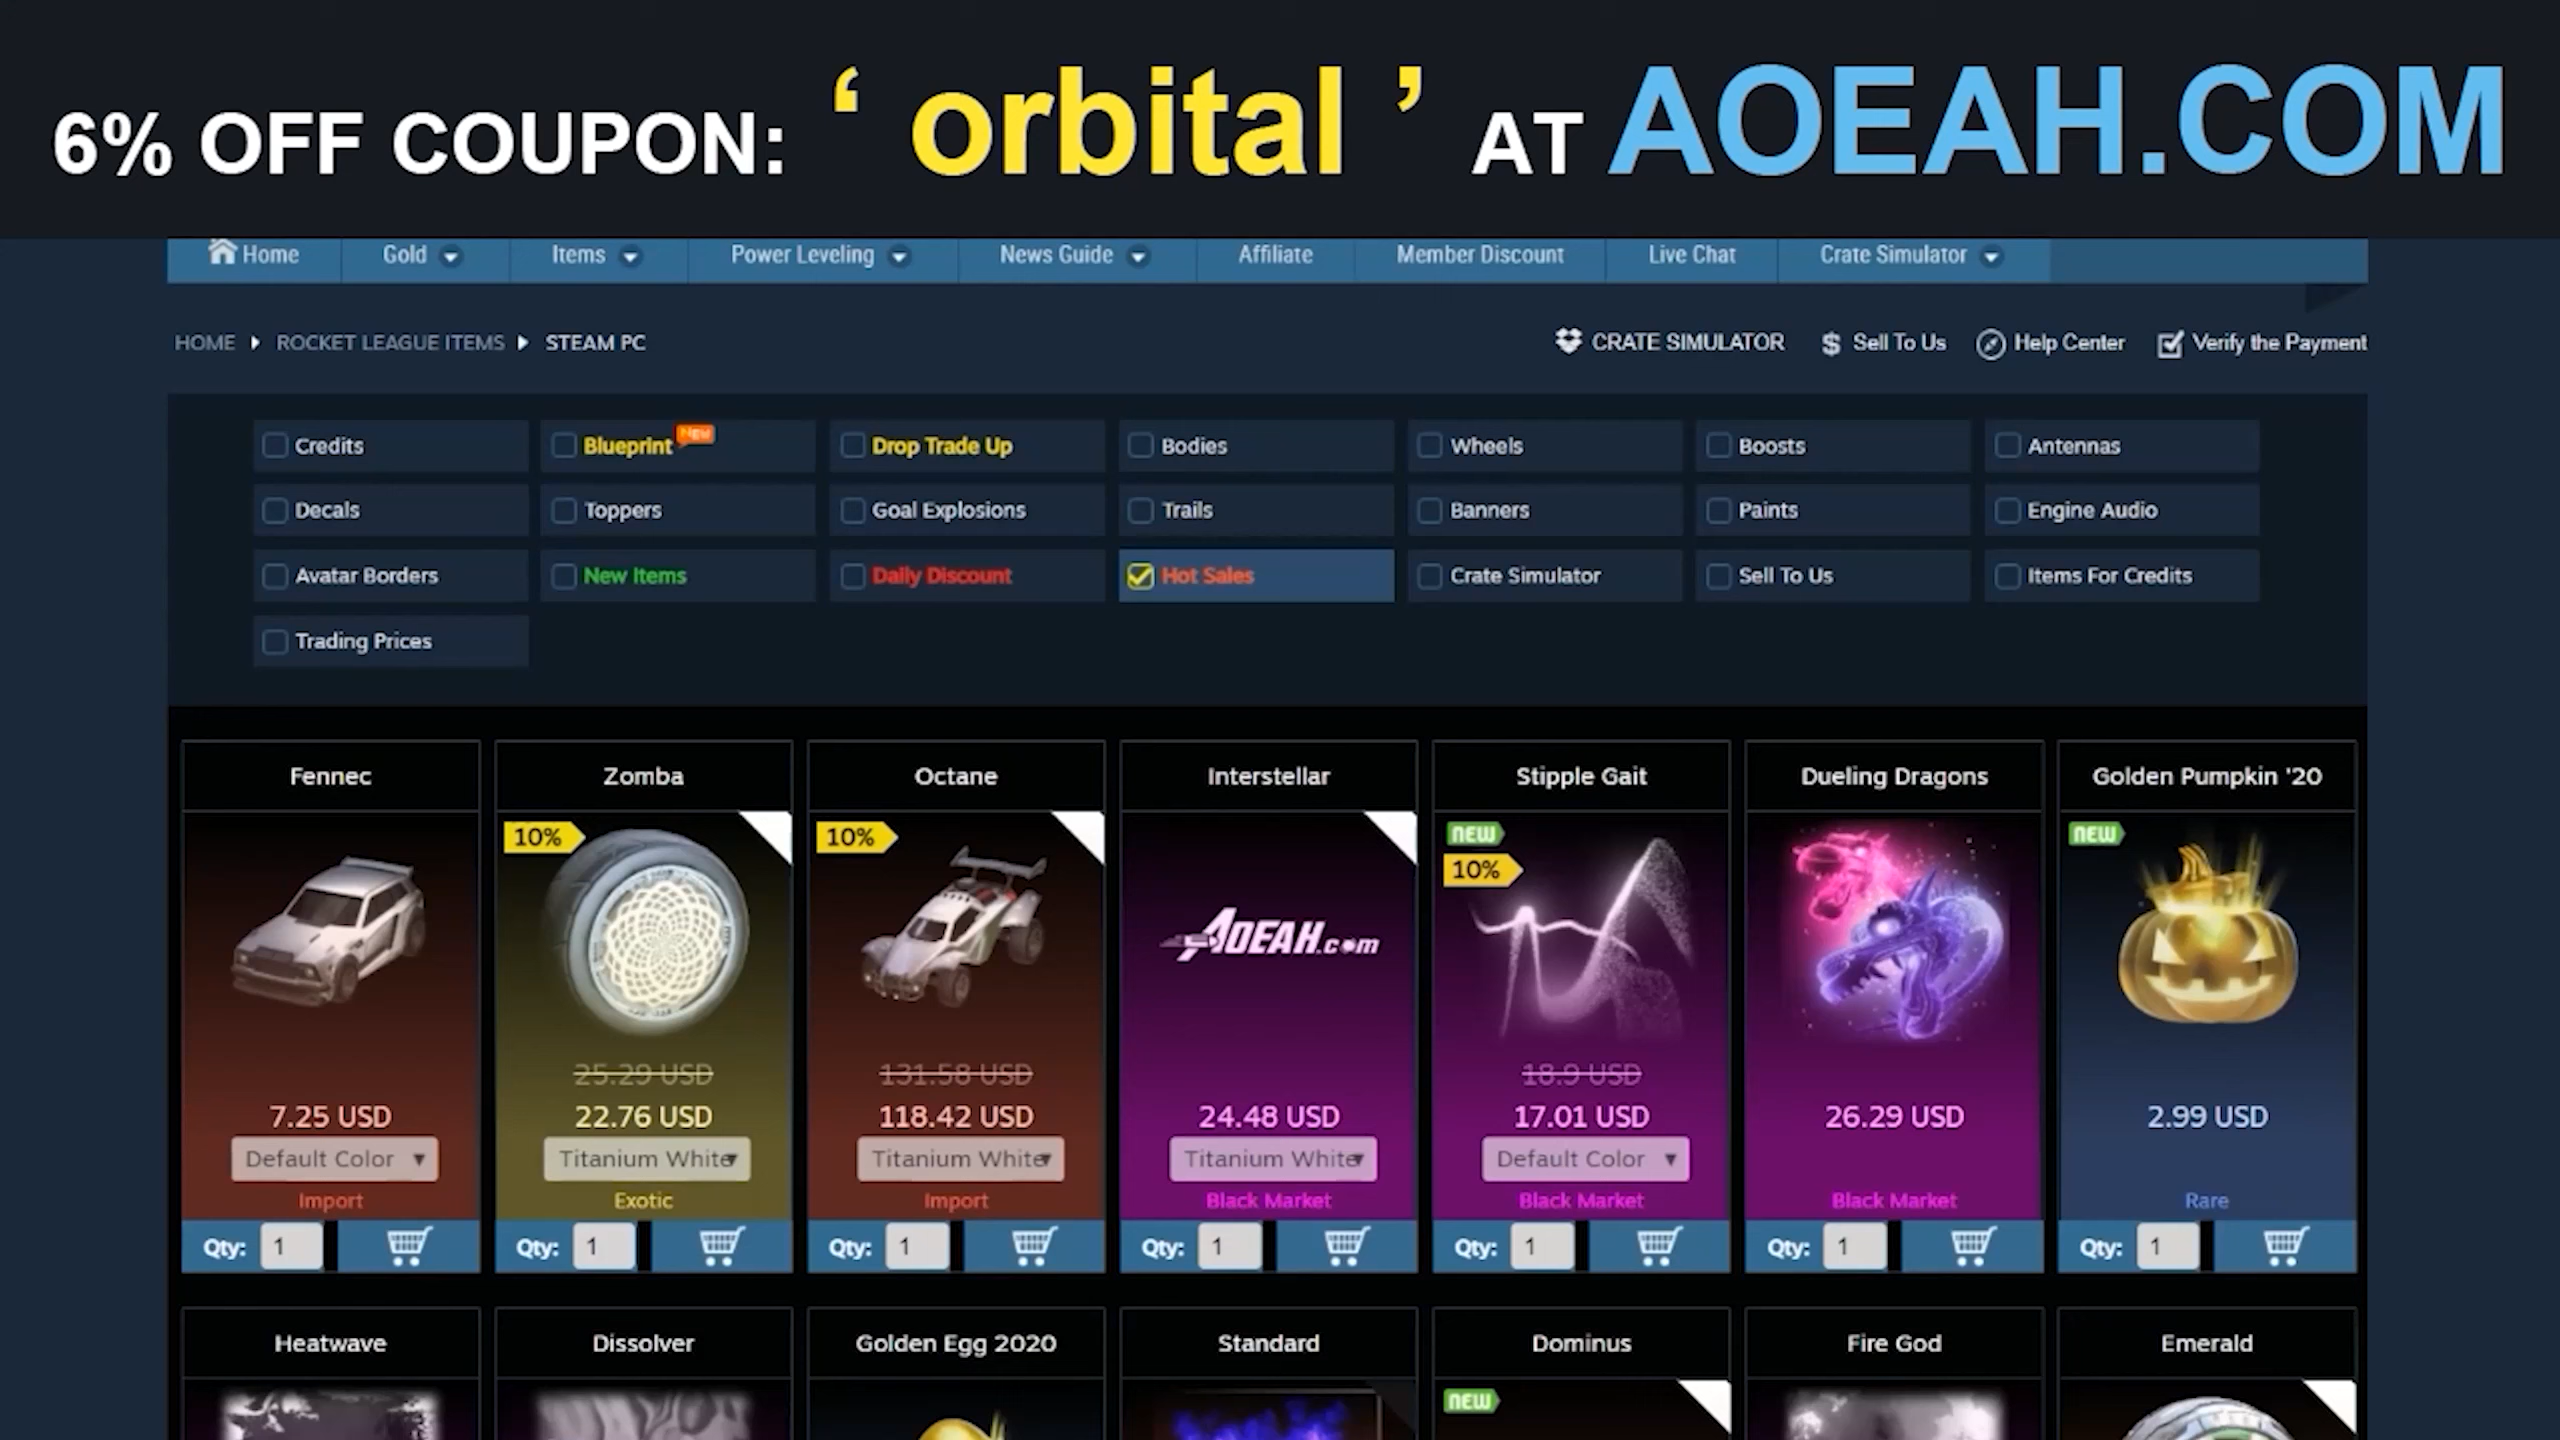 6% OFF COUPON: ‘ orbital ’ AT AOEAH.COM
Home Gold Items Power Leveling News Guide Affiliate Member Discount Live Chat Crate Simulator
HOME ROCKET LEAGUE ITEMS STEAM PC CRATE SIMULATOR Sell To Us Help Center Verify the Payment
Credits Blueprint New Drop Trade Up Bodies Wheels Boosts Antennas
Decals Toppers Goal Explosions Trails Banners Paints Engine Audio
Avatar Borders New Items Daily Discount Hot Sales Crate Simulator Sell To Us Items For Credits
Trading Prices
Fennec Zomba Octane Interstellar Stipple Gait Dueling Dragons Golden Pumpkin '20
10% 10% NEW NEW
10%
AOEAH.com
25.29 USD 131.58 USD 18.9 USD
7.25 USD 22.76 USD 118.42 USD 24.48 USD 17.01 USD 26.29 USD 2.99 USD
Default Color Titanium White Titanium White Titanium White Default Color
Import Exotic Import Black Market Black Market Black Market Rare
Qty: 1 Qty: 1 Qty: 1 Qty: 1 Qty: 1 Qty: 1 Qty: 1
Heatwave Dissolver Golden Egg 2020 Standard Dominus Fire God Emerald
NEW